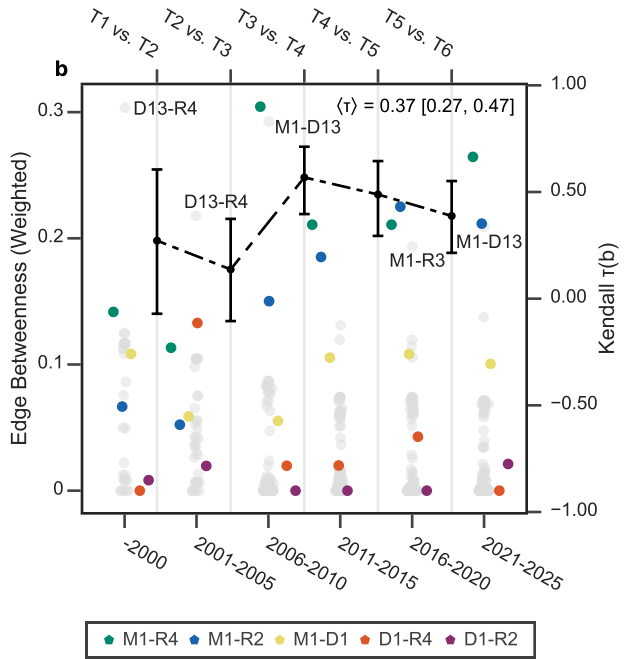 T1 vs. T2
T2 vs. T3
T3 vs. T4
T4 vs. T5
T5 vs. T6
b
⟨τ⟩ = 0.37 [0.27, 0.47]
D13-R4
M1-D13
D13-R4
M1-D13
M1-R3
Edge Betweenness (Weighted)
0.3
0.2
0.1
0
1.00
0.50
0.00
−0.50
−1.00
Kendall τ(b)
-2000
2001-2005
2006-2010
2011-2015
2016-2020
2021-2025
M1-R4 M1-R2 M1-D1 D1-R4 D1-R2